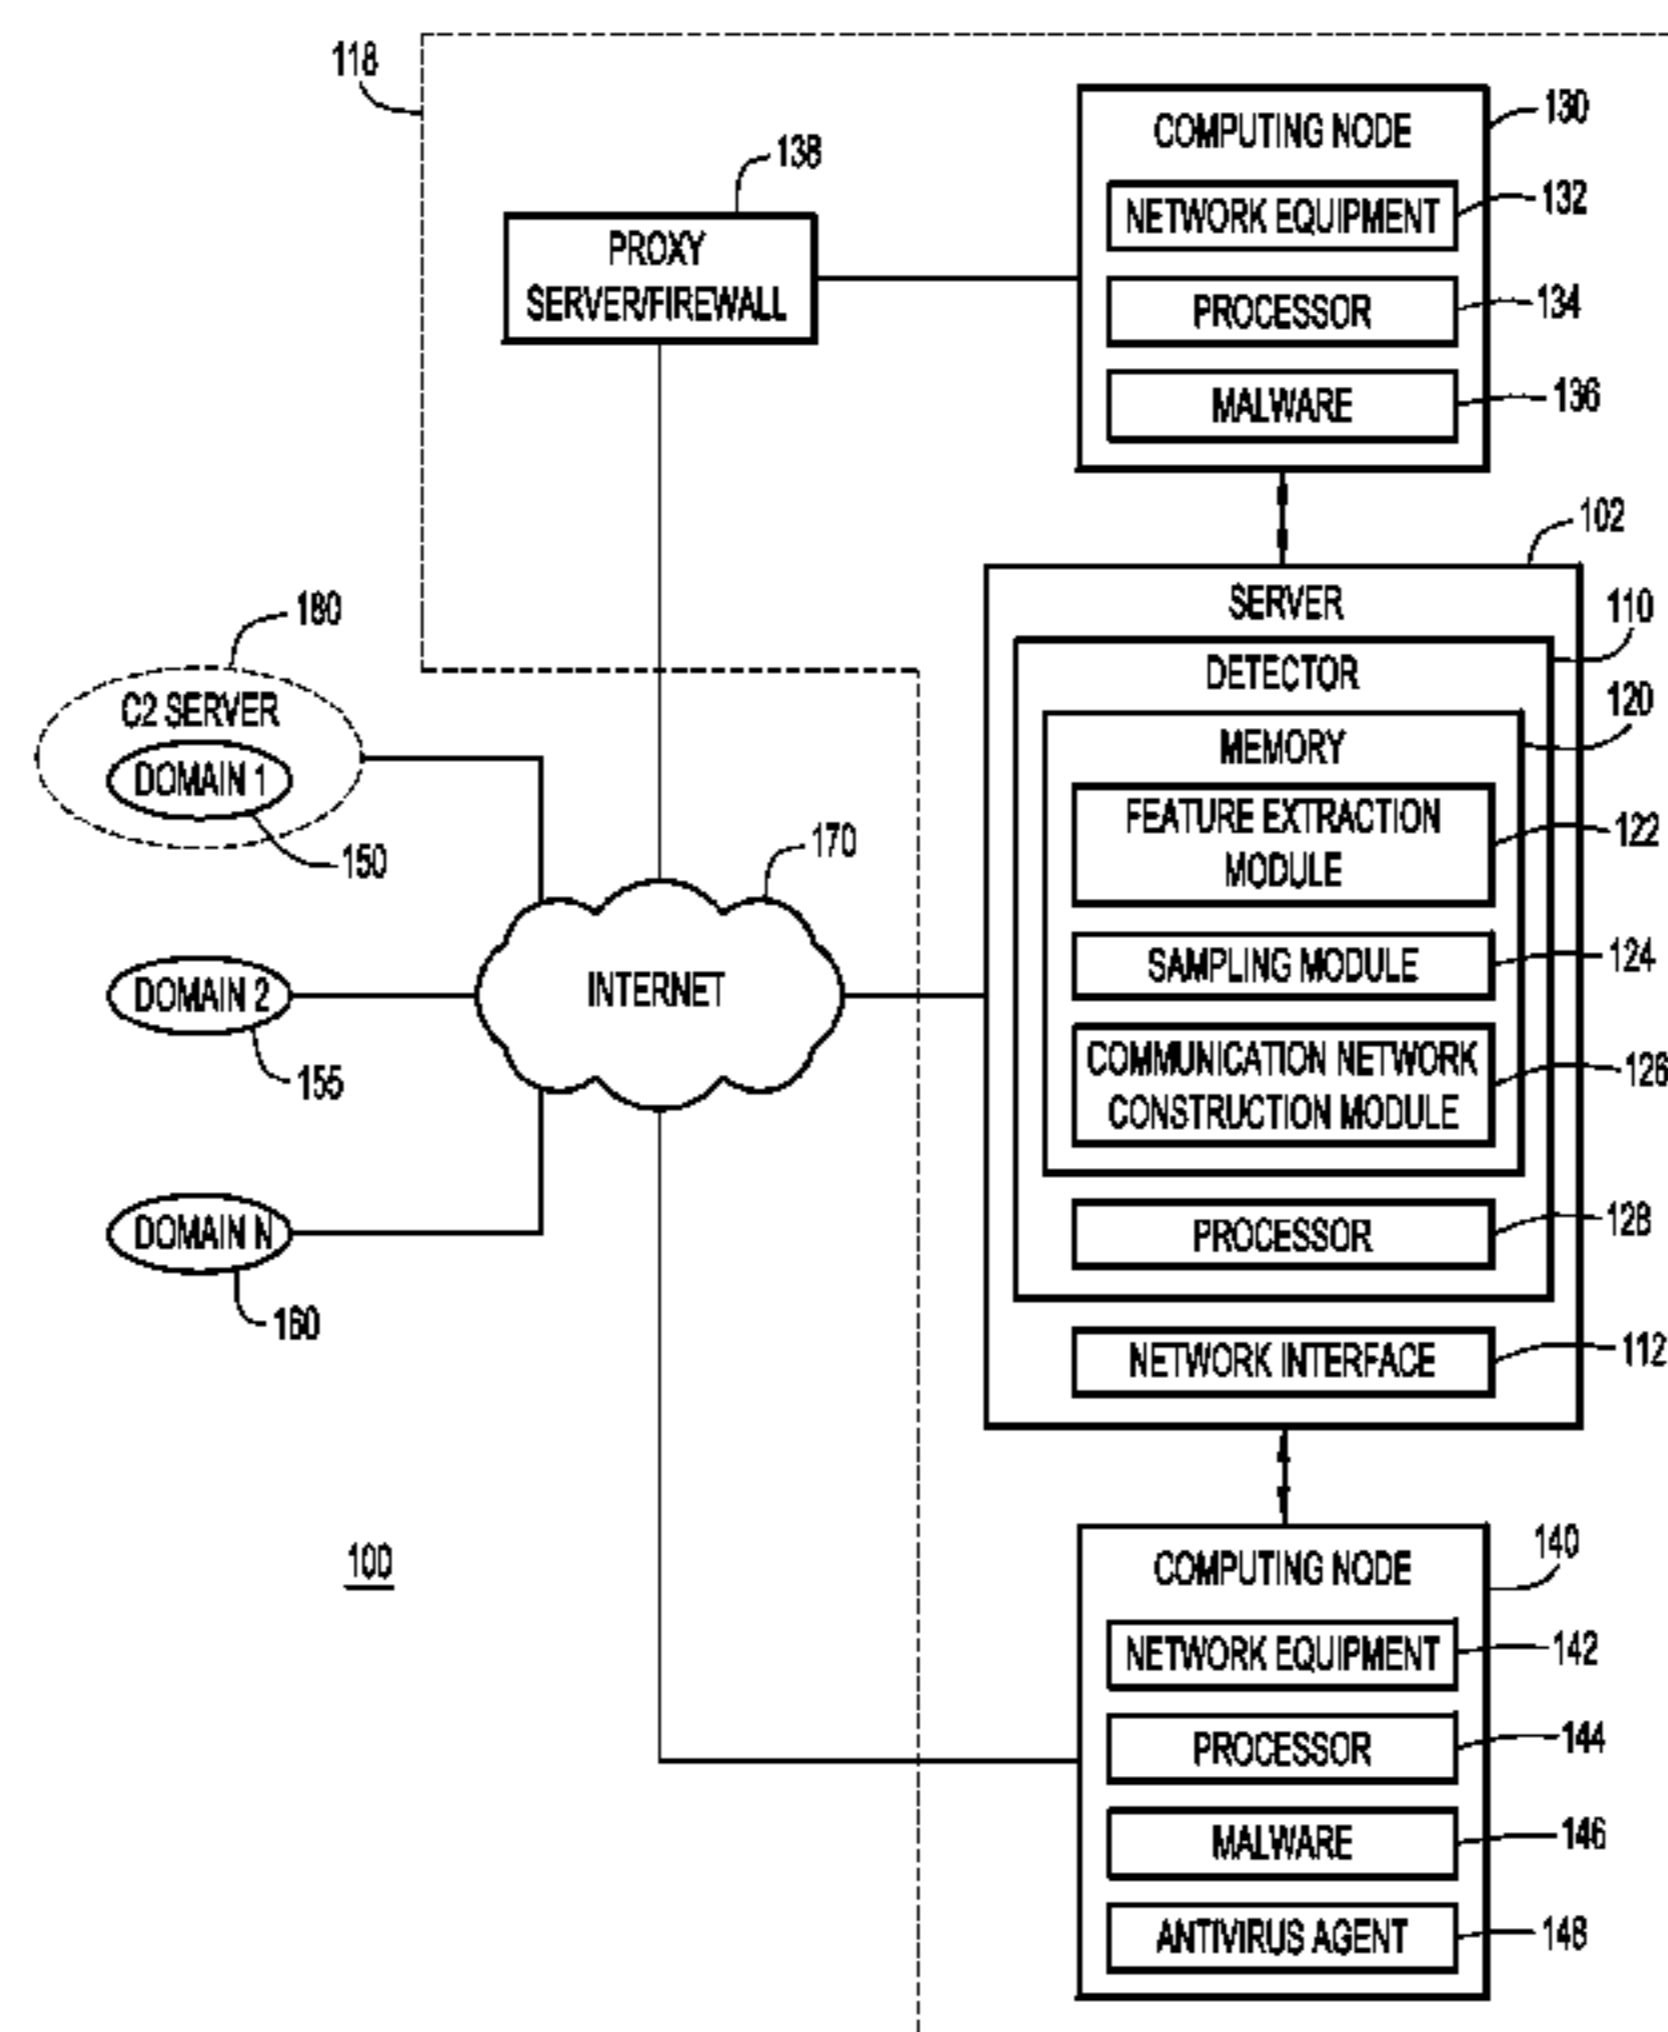 118
130
COMPUTING NODE
138
NETWORK EQUIPMENT
132
PROXY
SERVER/FIREWALL
PROCESSOR
134
MALWARE
136
102
SERVER
110
180
DETECTOR
120
C2 SERVER
MEMORY
DOMAIN 1
FEATURE EXTRACTION
MODULE
122
150
170
SAMPLING MODULE
124
DOMAIN 2
INTERNET
155
COMMUNICATION NETWORK
CONSTRUCTION MODULE
126
DOMAIN N
PROCESSOR
128
160
NETWORK INTERFACE
112
100
COMPUTING NODE
140
NETWORK EQUIPMENT
142
PROCESSOR
144
MALWARE
146
ANTIVIRUS AGENT
148